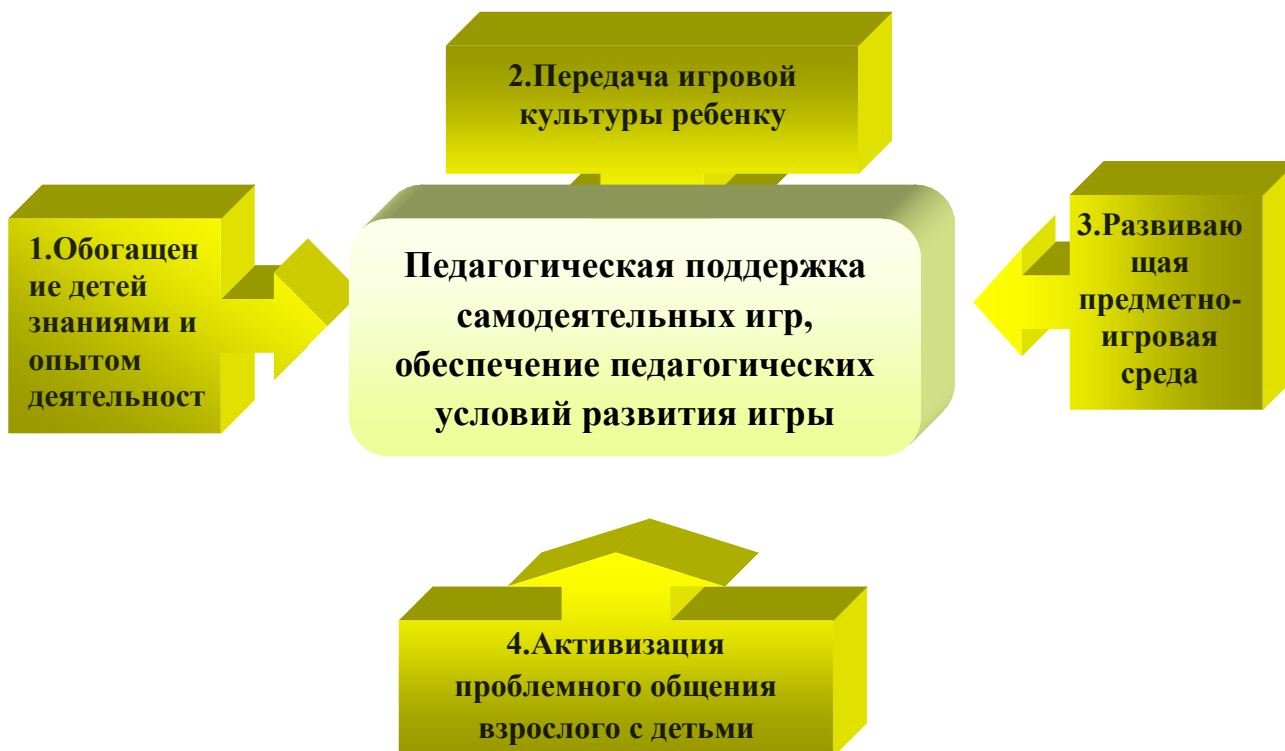 2.Передача игровой
культуры ребенку
1.Обогащен
ие детей
знаниями и
опытом
деятельност
Педагогическая поддержка
самодеятельных игр,
обеспечение педагогических
условий развития игры
3.Развиваю
щая
предметно-
игровая
среда
4.Активизация
проблемного общения
взрослого с детьми